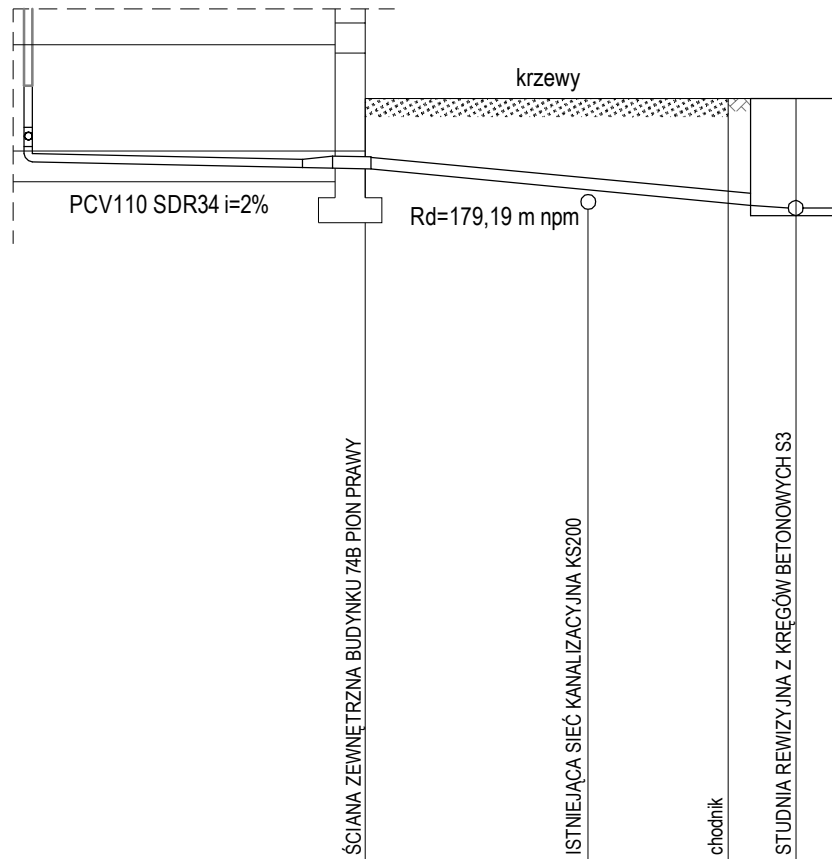 krzewy
PCV110 SDR34 i=2%
Rd=179,19 m npm
ŚCIANA ZEWNĘTRZNA BUDYNKU 74B PION PRAWY
ISTNIEJĄCA SIEĆ KANALIZACYJNA KS200
chodnik
STUDNIA REWIZYJNA Z KRĘGÓW BETONOWYCH S3